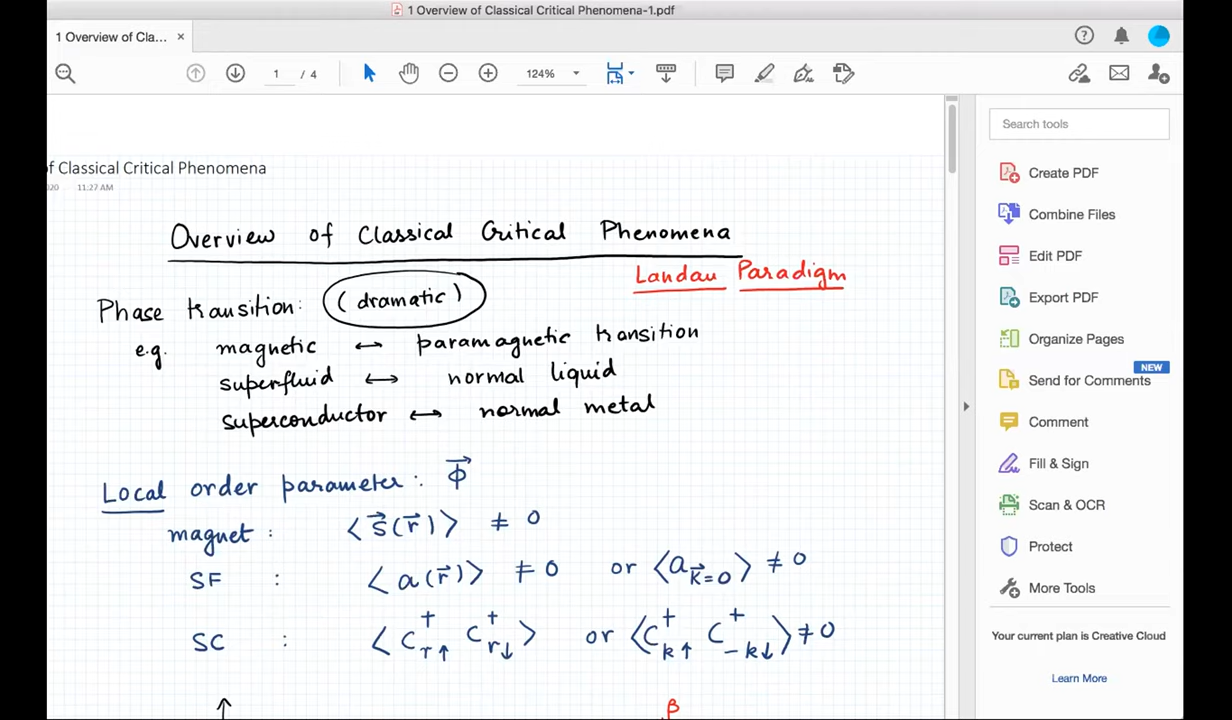 1 Overview of Classical Critical Phenomena-1.pdf
1 Overview of Cla... ×
1 / 4
124%
Search tools
Create PDF
Combine Files
Edit PDF
Export PDF
Organize Pages
NEW
Send for Comments
Comment
Fill & Sign
Scan & OCR
Protect
More Tools
Your current plan is Creative Cloud
Learn More
of Classical Critical Phenomena
020 11:27 AM
Overview of Classical Critical Phenomena
Landau Paradigm
Phase transition: (dramatic)
e.g. magnetic ↔ paramagnetic transition
superfluid ↔ normal liquid
superconductor ↔ normal metal
Local order parameter: ϕ⃗
magnet: ⟨s⃗(r⃗)⟩ ≠ 0
SF : ⟨a(r⃗)⟩ ≠ 0 or ⟨a_{k⃗=0}⟩ ≠ 0
SC : ⟨c†_{r↑} c†_{r↓}⟩ or ⟨c†_{k↑} c†_{-k↓}⟩ ≠ 0
β